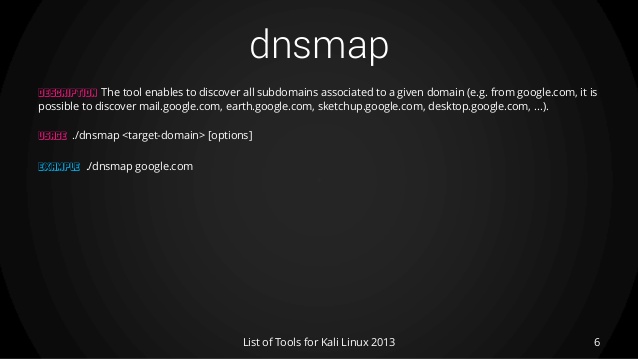 dnsmap
DESCRIPTION The tool enables to discover all subdomains associated to a given domain (e.g. from google.com, it is
possible to discover mail.google.com, earth.google.com, sketchup.google.com, desktop.google.com, ...).
USAGE ./dnsmap <target-domain> [options]
EXAMPLE ./dnsmap google.com
List of Tools for Kali Linux 2013 6